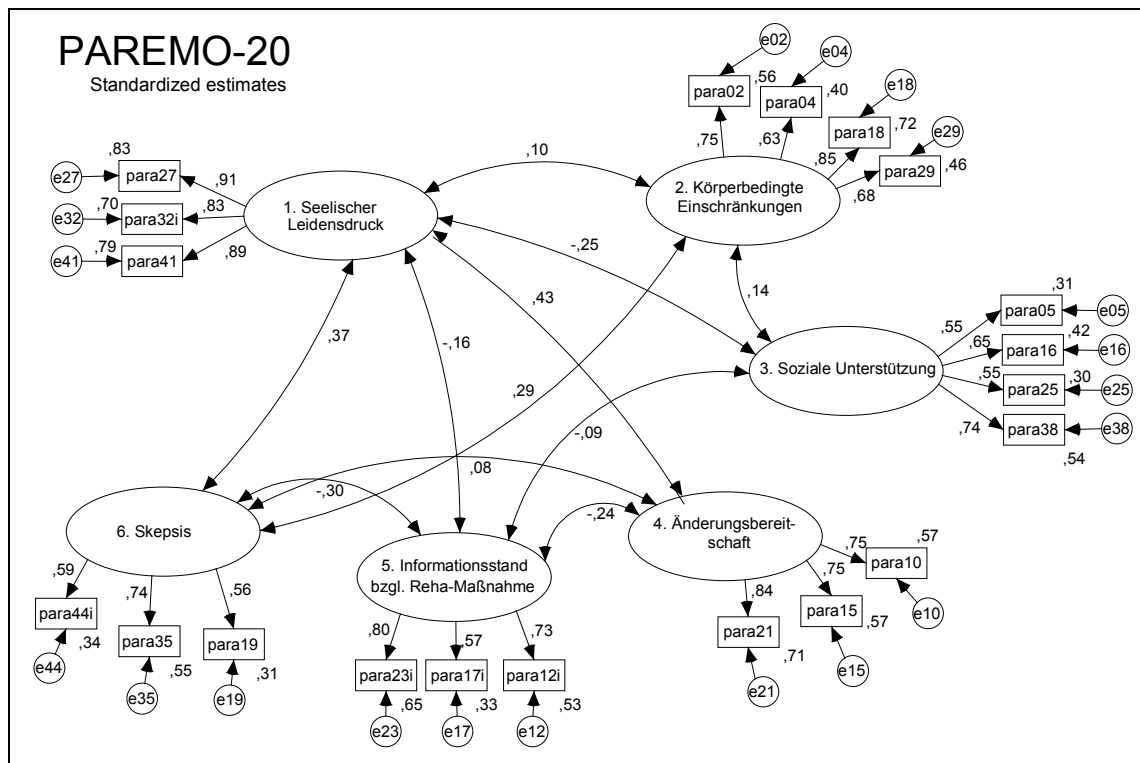 PAREMO-20
Standardized estimates
e02
e04
e18
e29
para02
,56
para04
,40
para18
,72
para29
,46
,75
,63
,85
,68
2. Körperbedingte
Einschränkungen
,10
,83
e27
para27
,91
,70
e32
para32i
,83
,79
e41
para41
,89
1. Seelischer
Leidensdruck
-,25
,43
,14
,37
-,16
,29
-,09
,08
-,30
-,24
3. Soziale Unterstützung
,31
,55
para05
e05
,42
,65
para16
e16
,55
para25
,30
e25
,74
para38
e38
,54
6. Skepsis
,59
,74
,56
para44i
,34
para35
,55
para19
,31
e44
e35
e19
5. Informationsstand
bzgl. Reha-Maßnahme
,80
,57
,73
para23i
,65
para17i
,33
para12i
,53
e23
e17
e12
4. Änderungsbereit-
schaft
,75
,57
para10
e10
,75
para15
,57
e15
,84
para21
,71
e21